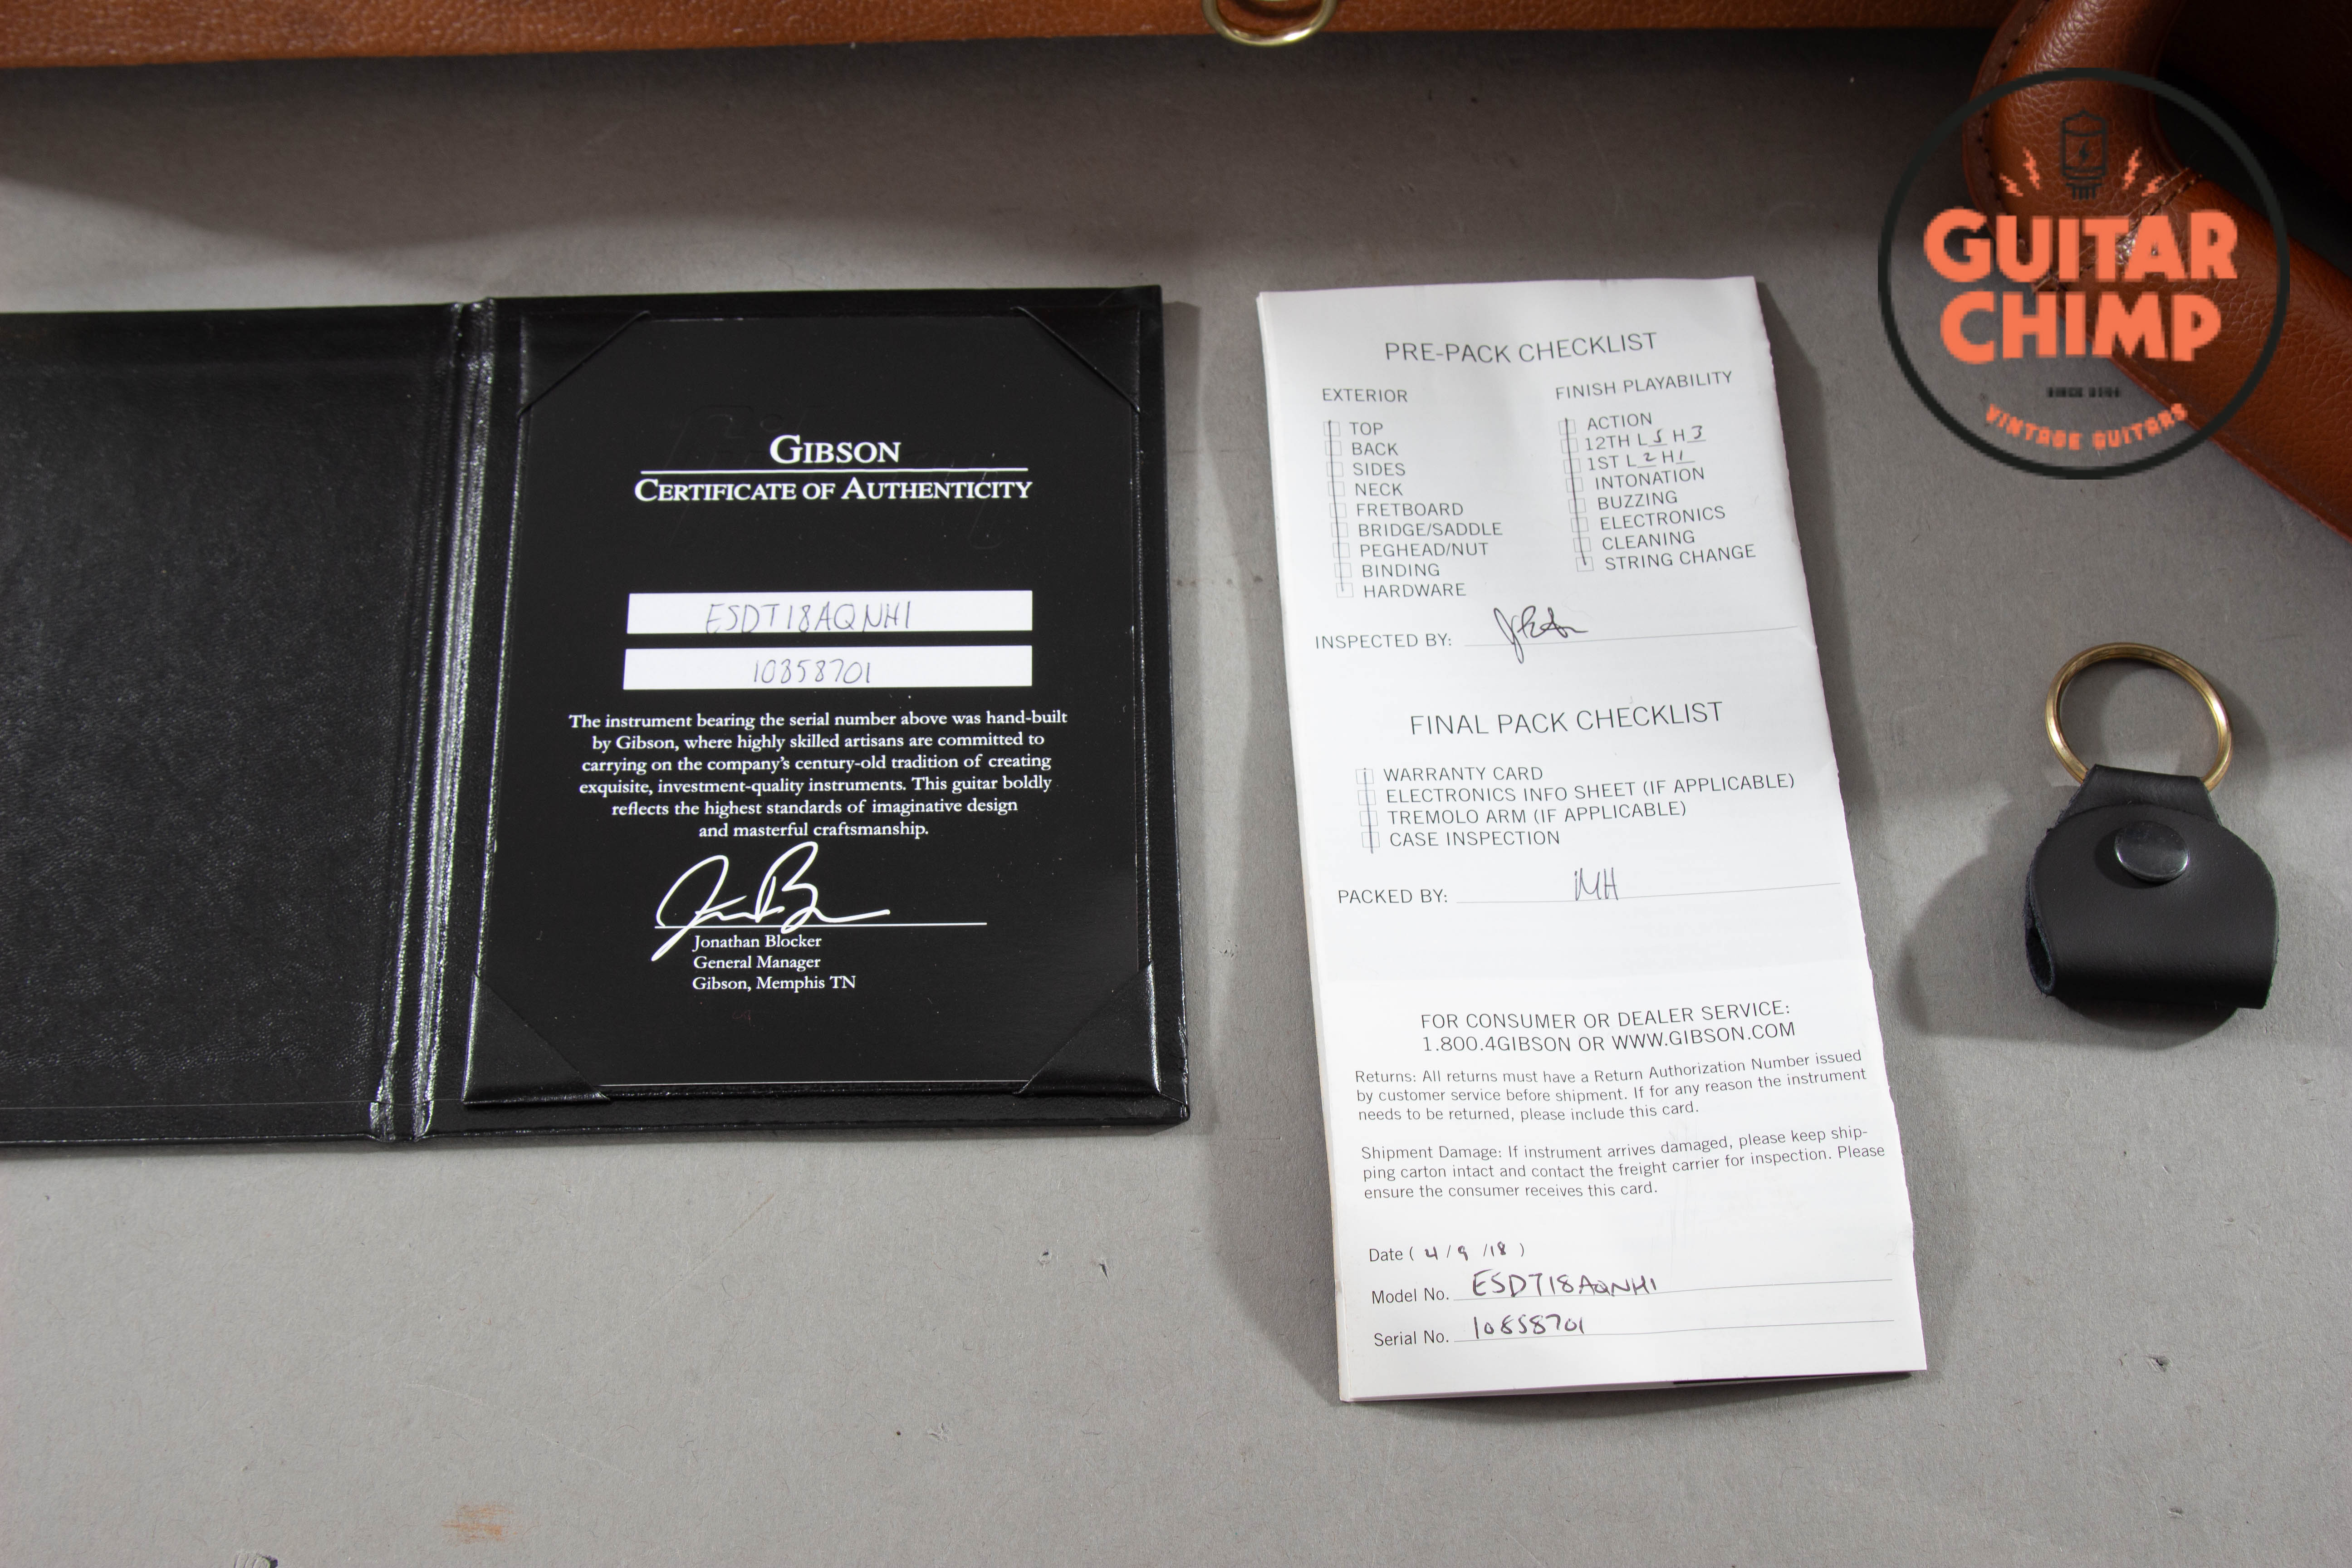 GIBSON
CERTIFICATE OF AUTHENTICITY
ESDT18AQNH1
10858701
The instrument bearing the serial number above was hand-built
by Gibson, where highly skilled artisans are committed to
carrying on the company's century-old tradition of creating
exquisite, investment-quality instruments. This guitar boldly
reflects the highest standards of imaginative design
and masterful craftsmanship.
Jonathan Blocker
General Manager
Gibson, Memphis TN
PRE-PACK CHECKLIST
EXTERIOR
TOP
BACK
SIDES
NECK
FRETBOARD
BRIDGE/SADDLE
PEGHEAD/NUT
BINDING
HARDWARE
FINISH PLAYABILITY
ACTION
12TH L 5 H 3
1ST L 2 H 1
INTONATION
BUZZING
ELECTRONICS
CLEANING
STRING CHANGE
INSPECTED BY:
FINAL PACK CHECKLIST
WARRANTY CARD
ELECTRONICS INFO SHEET (IF APPLICABLE)
TREMOLO ARM (IF APPLICABLE)
CASE INSPECTION
PACKED BY: MH
FOR CONSUMER OR DEALER SERVICE:
1.800.4GIBSON OR WWW.GIBSON.COM
Returns: All returns must have a Return Authorization Number issued
by customer service before shipment. If for any reason the instrument
needs to be returned, please include this card.
Shipment Damage: If instrument arrives damaged, please keep ship-
ping carton intact and contact the freight carrier for inspection. Please
ensure the consumer receives this card.
Date ( 4 / 9 / 18 )
Model No. ESDT18AQNH1
Serial No. 10858701
GUITAR
CHIMP
VINTAGE GUITARS